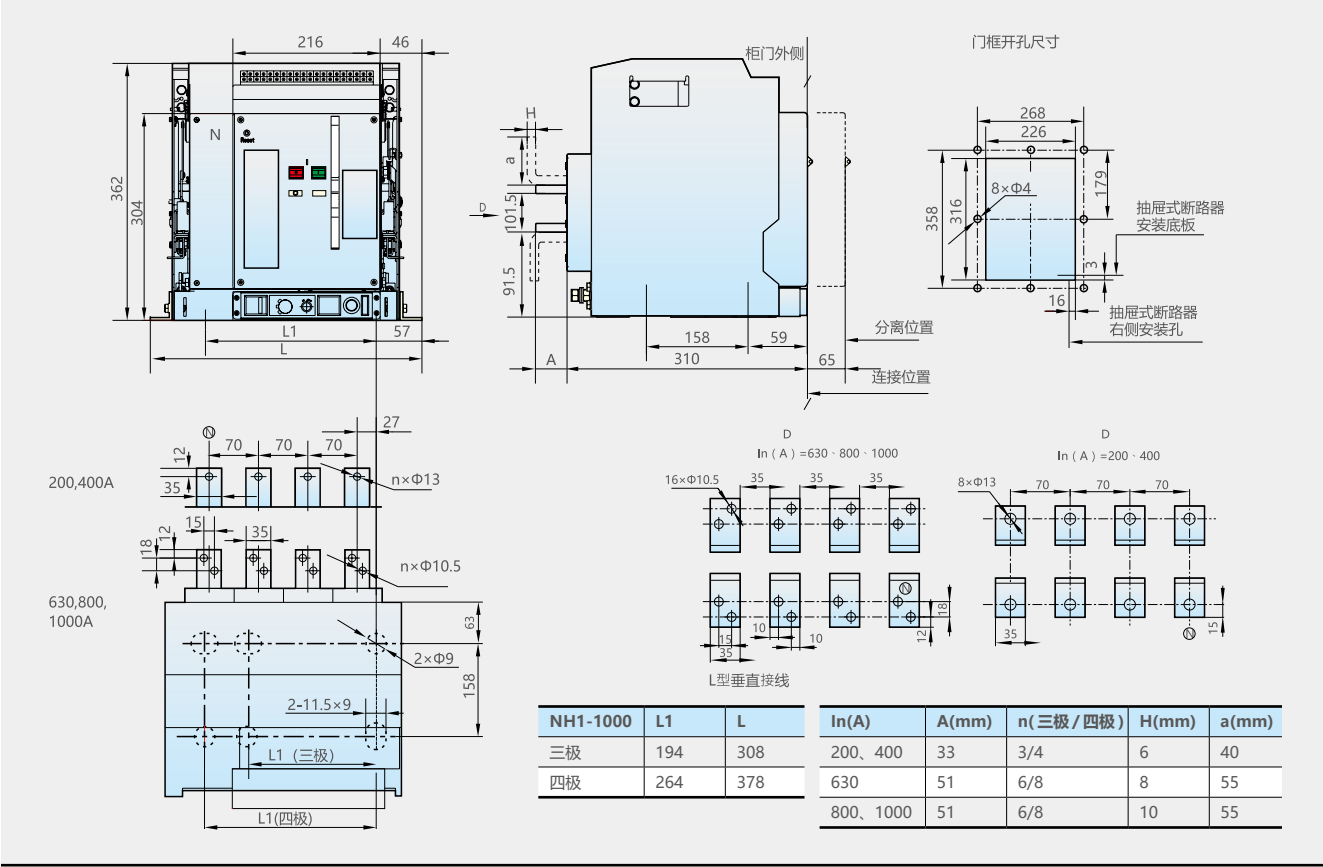 216
46
362
304
N
Reset
I
L1
57
L
柜门外侧
H
a
D
101.5
91.5
158
59
A
310
65
分离位置
连接位置
门框开孔尺寸
268
226
8×Φ4
358
316
179
3
16
抽屉式断路器
安装底板
抽屉式断路器
右侧安装孔
27
N
70
70
70
12
35
200,400A
n×Φ13
15
12
18
35
n×Φ10.5
630,800,
1000A
63
2×Φ9
158
2-11.5×9
L1（三极）
L1(四极)
D
In（A）=630、800、1000
16×Φ10.5
35
35
35
N
18
12
10
15
10
35
L型垂直接线
D
In（A）=200、400
8×Φ13
70
70
70
35
15
N
NH1-1000 L1 L
三极 194 308
四极 264 378
In(A) A(mm) n(三极/四极) H(mm) a(mm)
200、400 33 3/4 6 40
630 51 6/8 8 55
800、1000 51 6/8 10 55